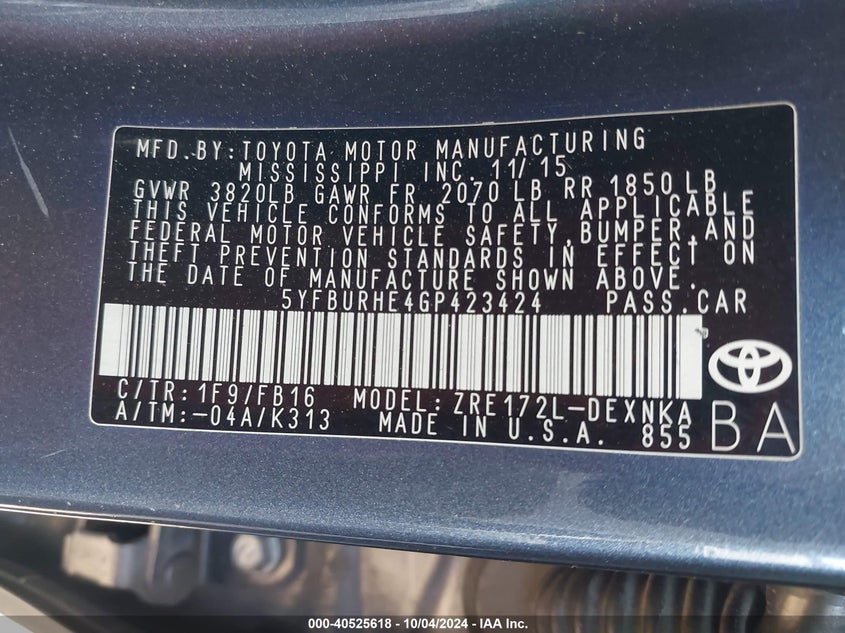 MFD.BY:TOYOTA MOTOR MANUFACTURING
MISSISSIPPI INC. 11/15
GVWR 3820LB GAWR FR 2070 LB RR 1850LB
THIS VEHICLE CONFORMS TO ALL APPLICABLE
FEDERAL MOTOR VEHICLE SAFETY,BUMPER,AND
THEFT PREVENTION STANDARDS IN EFFECT ON
THE DATE OF MANUFACTURE SHOWN ABOVE.
5YFBURHE4GP423424 PASS.CAR
C/TR:1F9/FB16 MODEL:ZRE172L-DEXNKA
A/TM:-04A/K313 MADE IN U.S.A. 855
BA
000-40525618 - 10/04/2024 - IAA Inc.